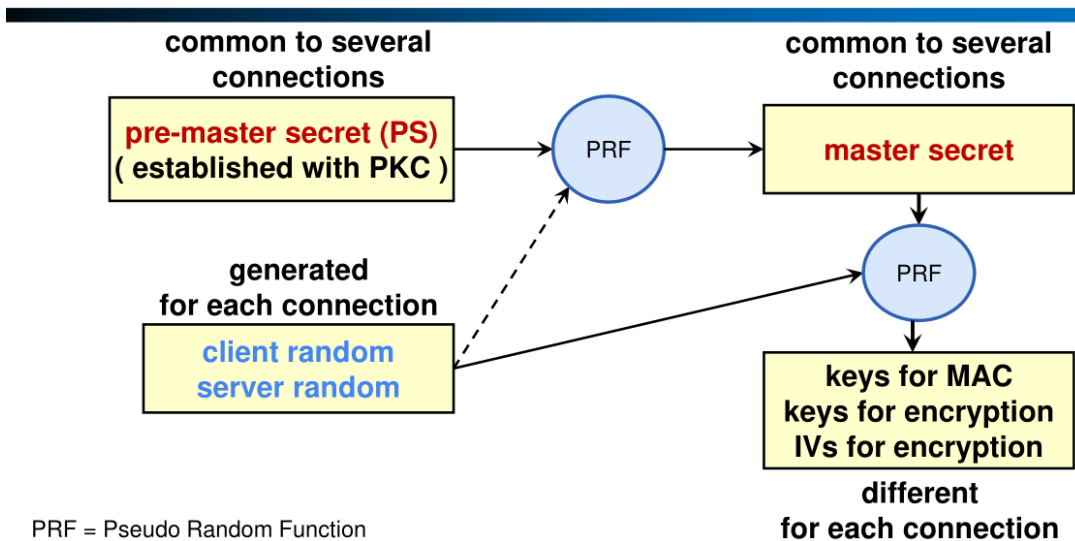 common to several
connections
pre-master secret (PS)
( established with PKC )
PRF
common to several
connections
master secret
PRF
generated
for each connection
client random
server random
keys for MAC
keys for encryption
IVs for encryption
different
for each connection
PRF = Pseudo Random Function